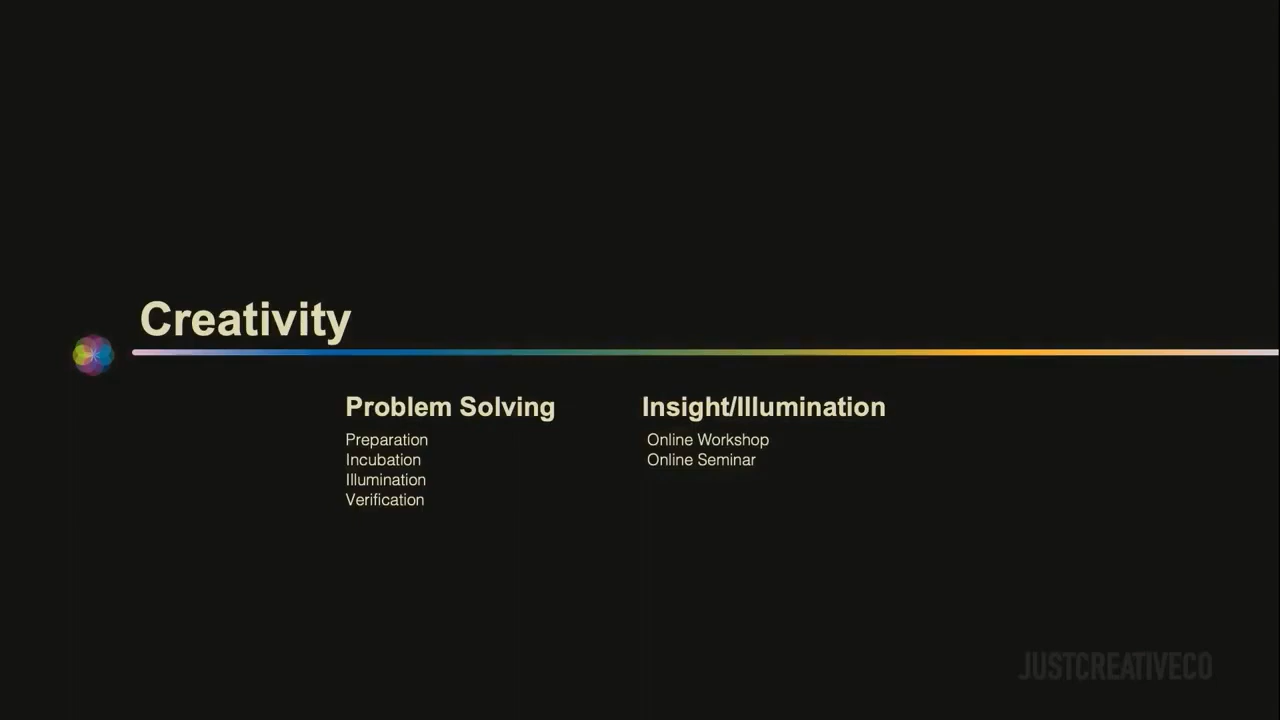 Creativity
Problem Solving
Preparation
Incubation
Illumination
Verification
Insight/Illumination
Online Workshop
Online Seminar
JUSTCREATIVECO